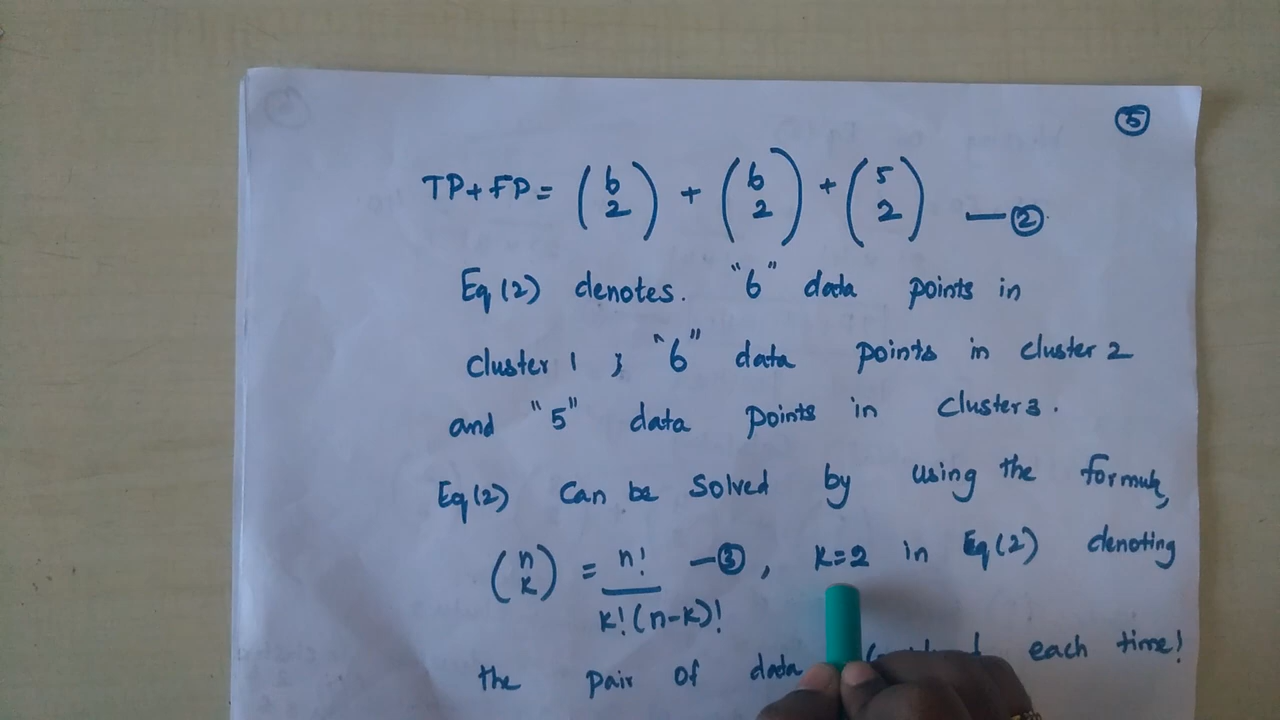 5
TP+FP = (6 2) + (6 2) + (5 2) — 2
Eq(2) denotes. "6" data points in
cluster 1 ; "6" data points in cluster 2
and "5" data points in cluster 3.
Eq(2) can be solved by using the formula,
(n k) = n! / k!(n-k)! — 3, k=2 in Eq(2) denoting
the pair of data each time!